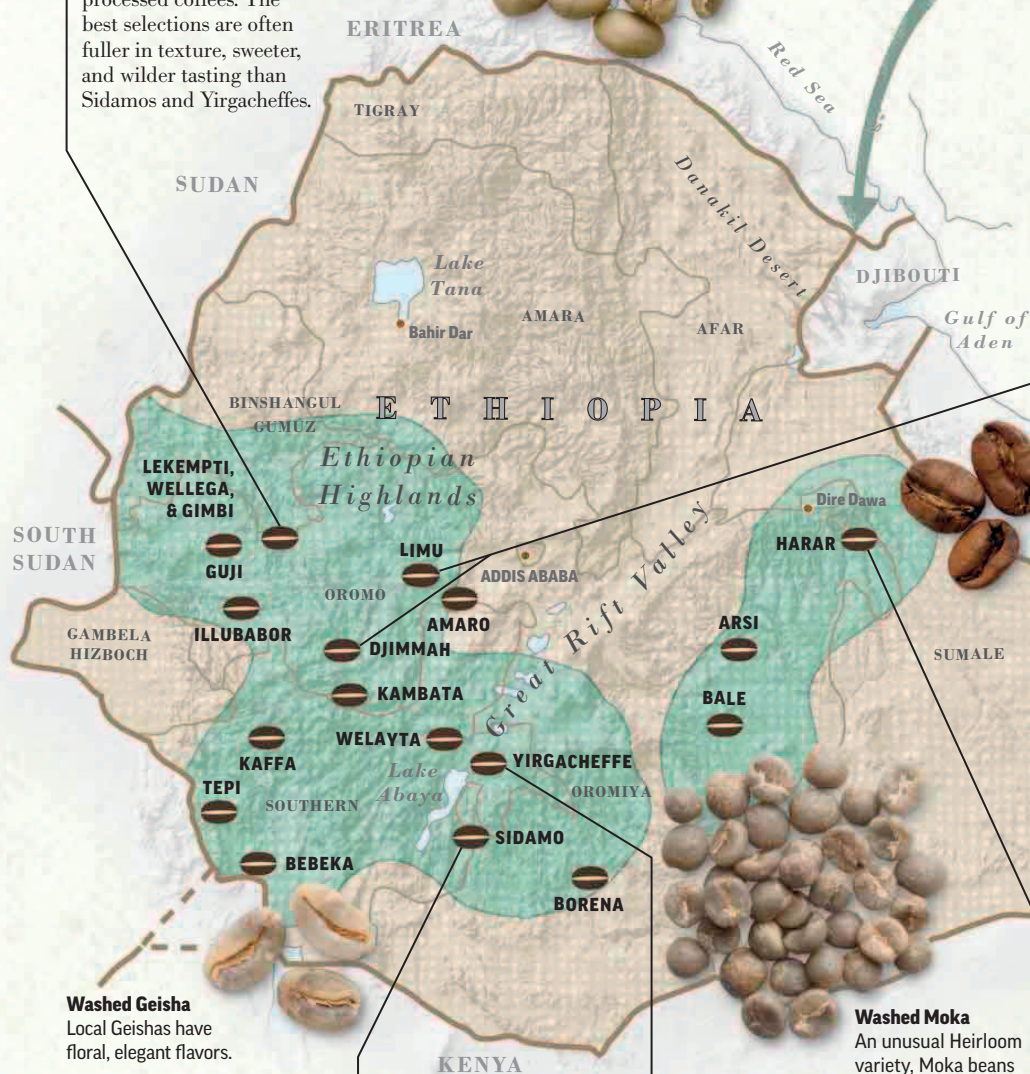 processed coffees. The
best selections are often
fuller in texture, sweeter,
and wilder tasting than
Sidamos and Yirgacheffes.
ERITREA
Red Sea
TIGRAY
SUDAN
Danakil Desert
Lake
Tana
DJIBOUTI
Bahir Dar
AMARA
AFAR
Gulf of
Aden
BINSHANGUL
GUMUZ
ETHIOPIA
Ethiopian
Highlands
LEKEMPTI,
WELLEGA,
& GIMBI
Dire Dawa
SOUTH
SUDAN
HARAR
GUJI
LIMU
ADDIS ABABA
Great Rift Valley
OROMO
ILLUBABOR
AMARO
ARSI
GAMBELA
HIZBOCH
DJIMMAH
SUMALE
KAMBATA
BALE
WELAYTA
KAFFA
YIRGACHEFFE
Lake
Abaya
TEPI
SOUTHERN
OROMIYA
SIDAMO
BEBEKA
BORENA
Washed Geisha
Local Geishas have
floral, elegant flavors.
Washed Moka
An unusual Heirloom
variety, Moka beans
KENYA